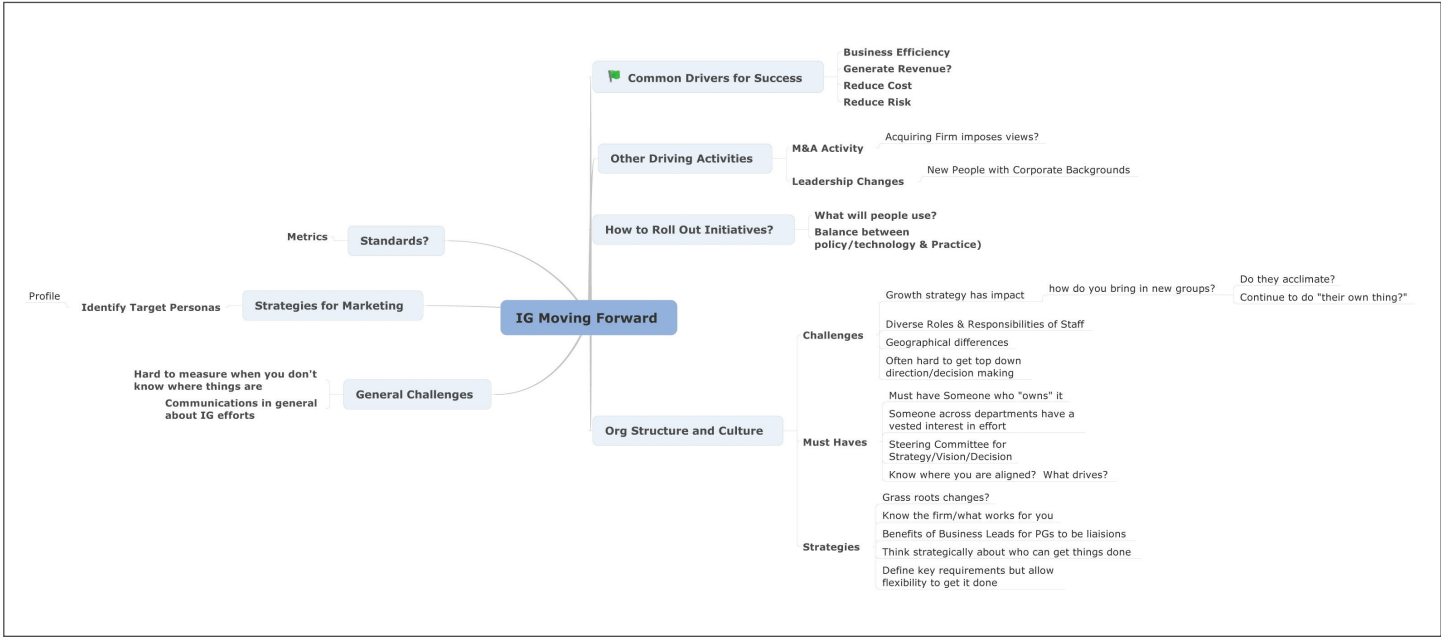 Common Drivers for Success
Business Efficiency
Generate Revenue?
Reduce Cost
Reduce Risk
Other Driving Activities
M&A Activity
Acquiring Firm imposes views?
Leadership Changes
New People with Corporate Backgrounds
How to Roll Out Initiatives?
What will people use?
Balance between
policy/technology & Practice)
Metrics
Standards?
Profile
Identify Target Personas
Strategies for Marketing
IG Moving Forward
Hard to measure when you don't
know where things are
Communications in general
about IG efforts
General Challenges
Org Structure and Culture
Challenges
Growth strategy has impact
how do you bring in new groups?
Do they acclimate?
Continue to do "their own thing?"
Diverse Roles & Responsibilities of Staff
Geographical differences
Often hard to get top down
direction/decision making
Must Haves
Must have Someone who "owns" it
Someone across departments have a
vested interest in effort
Steering Committee for
Strategy/Vision/Decision
Know where you are aligned?  What drives?
Strategies
Grass roots changes?
Know the firm/what works for you
Benefits of Business Leads for PGs to be liaisions
Think strategically about who can get things done
Define key requirements but allow
flexibility to get it done